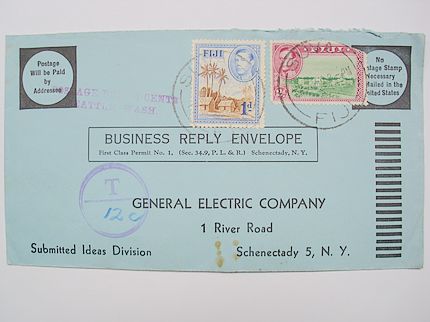 Postage
Will be Paid
by
Addressee
No
Postage Stamp
Necessary
If Mailed in the
United States
FIJI
1d
FIJI
FIJI
BUSINESS REPLY ENVELOPE
First Class Permit No. 1, (Sec. 34.9, P. L. & R.) Schenectady, N. Y.
T
12c
GENERAL ELECTRIC COMPANY
1 River Road
Submitted Ideas Division
Schenectady 5, N. Y.